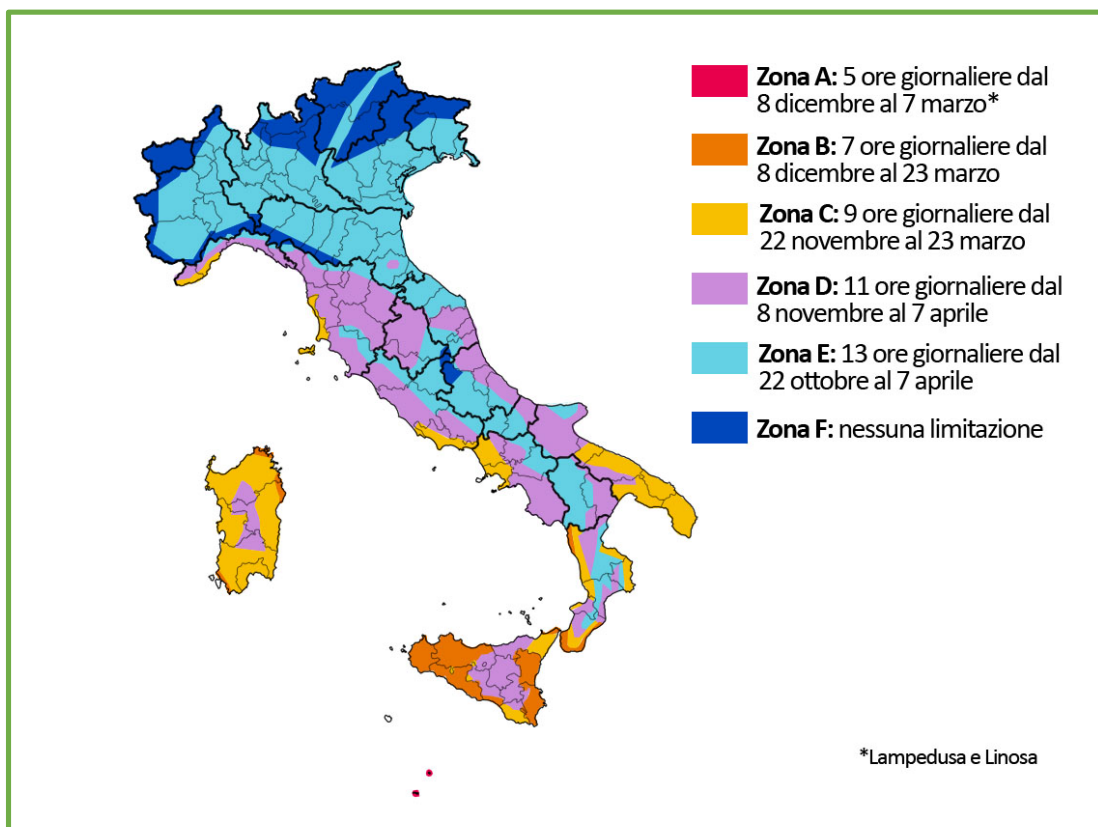 Zona A: 5 ore giornaliere dal
8 dicembre al 7 marzo*
Zona B: 7 ore giornaliere dal
8 dicembre al 23 marzo
Zona C: 9 ore giornaliere dal
22 novembre al 23 marzo
Zona D: 11 ore giornaliere dal
8 novembre al 7 aprile
Zona E: 13 ore giornaliere dal
22 ottobre al 7 aprile
Zona F: nessuna limitazione
*Lampedusa e Linosa